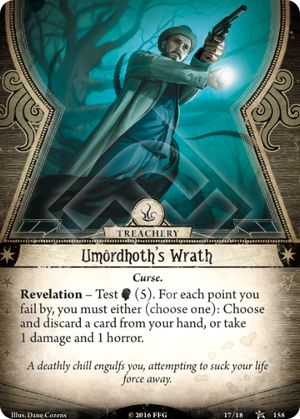 TREACHERY
Umôrdhoth's Wrath
Curse.
Revelation – Test (5). For each point you
fail by, you must either (choose one): Choose
and discard a card from your hand, or take
1 damage and 1 horror.
A deathly chill engulfs you, attempting to suck your life
force away.
Illus. Dane Cozens © 2016 FFG 17/18 158